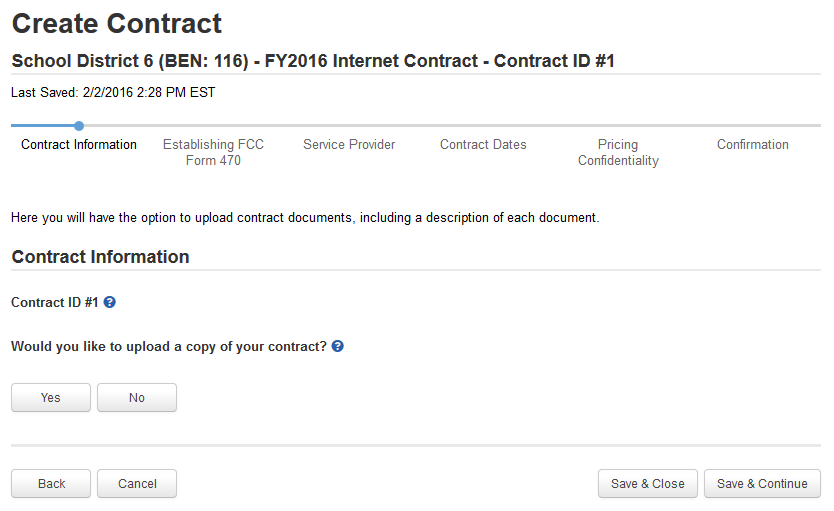 Create Contract
School District 6 (BEN: 116) - FY2016 Internet Contract - Contract ID #1
Last Saved: 2/2/2016 2:28 PM EST
Contract Information
Establishing FCC
Form 470
Service Provider
Contract Dates
Pricing
Confidentiality
Confirmation
Here you will have the option to upload contract documents, including a description of each document.
Contract Information
Contract ID #1 ?
Would you like to upload a copy of your contract? ?
Yes No
Back Cancel Save & Close Save & Continue